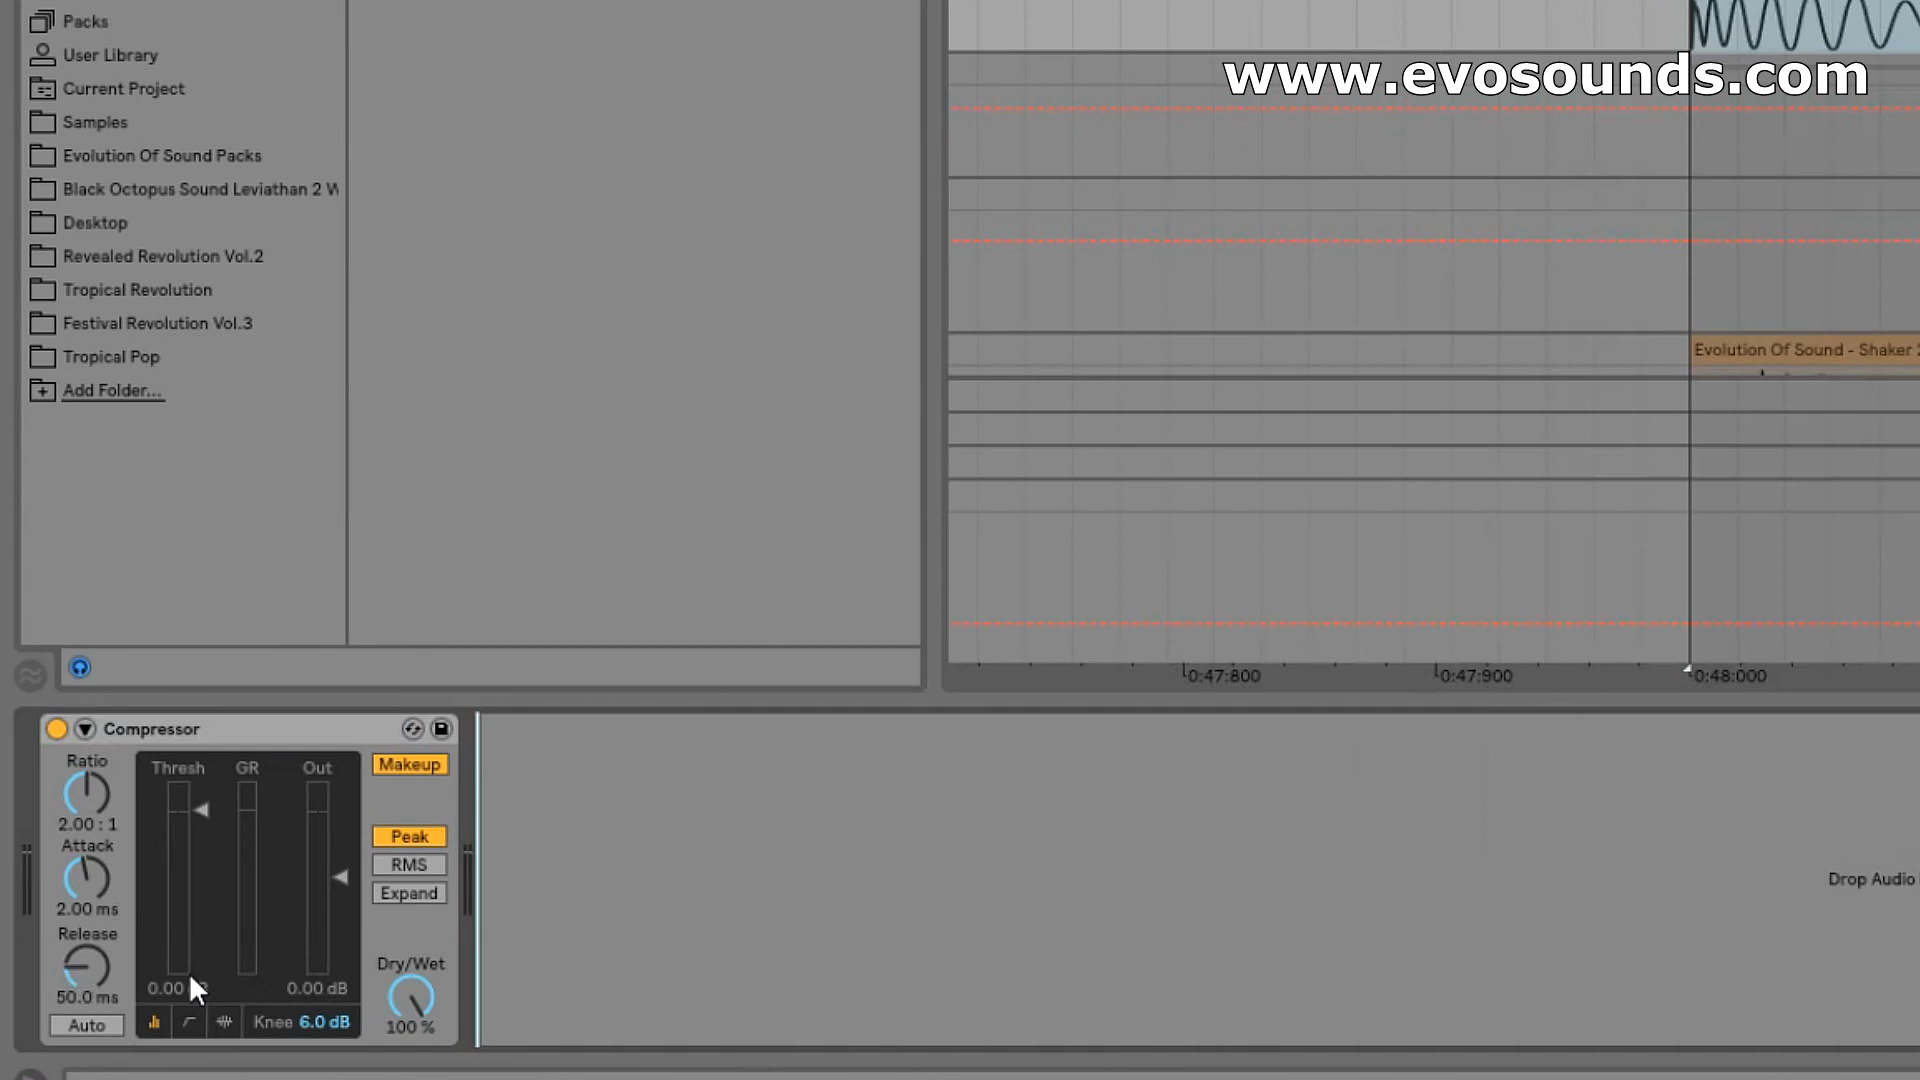 Packs
User Library
Current Project
Samples
Evolution Of Sound Packs
Black Octopus Sound Leviathan 2 W
Desktop
Revealed Revolution Vol.2
Tropical Revolution
Festival Revolution Vol.3
Tropical Pop
Add Folder...
www.evosounds.com
Evolution Of Sound - Shaker 2
0:47:800
0:47:900
0:48:000
Compressor
Ratio
2.00 : 1
Attack
2.00 ms
Release
50.0 ms
Auto
Thresh GR Out
0.00 0.00 dB
Knee 6.0 dB
Makeup
Peak
RMS
Expand
Dry/Wet
100 %
Drop Audio